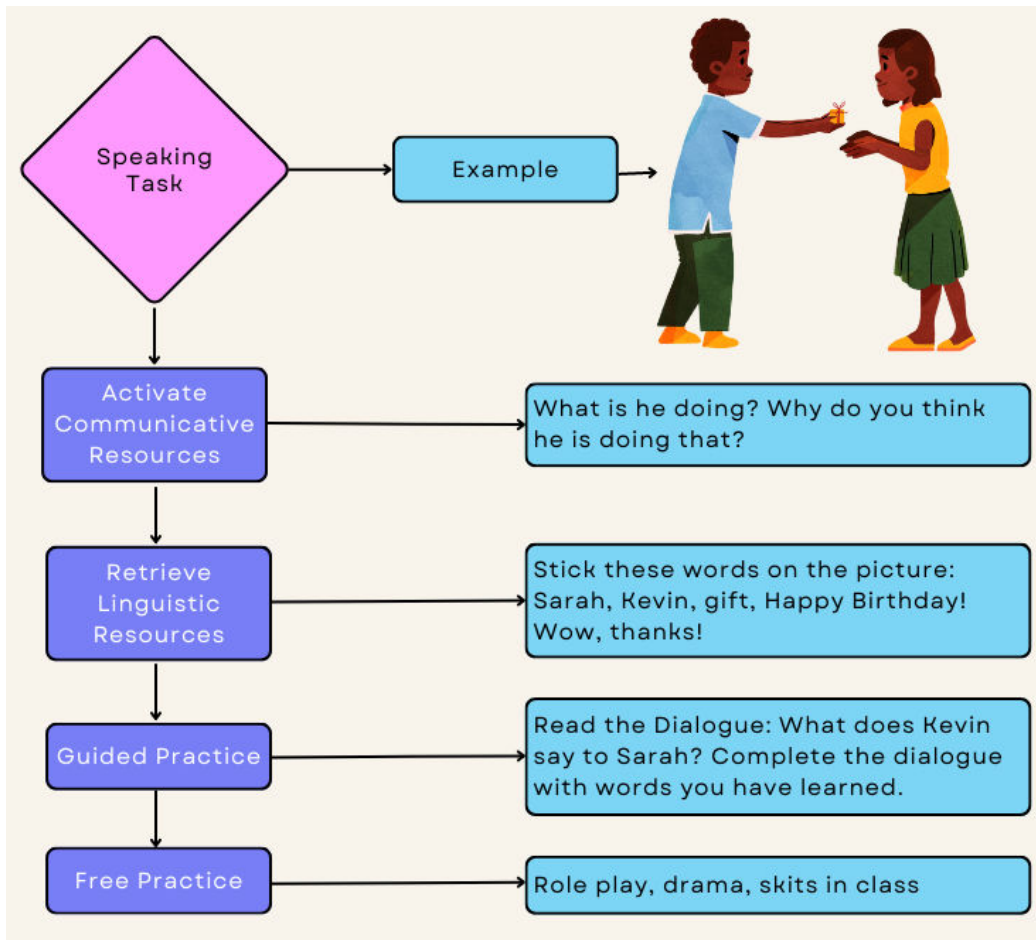 Speaking
Task
Example
Activate
Communicative
Resources
What is he doing? Why do you think
he is doing that?
Retrieve
Linguistic
Resources
Stick these words on the picture:
Sarah, Kevin, gift, Happy Birthday!
Wow, thanks!
Guided Practice
Read the Dialogue: What does Kevin
say to Sarah? Complete the dialogue
with words you have learned.
Free Practice
Role play, drama, skits in class